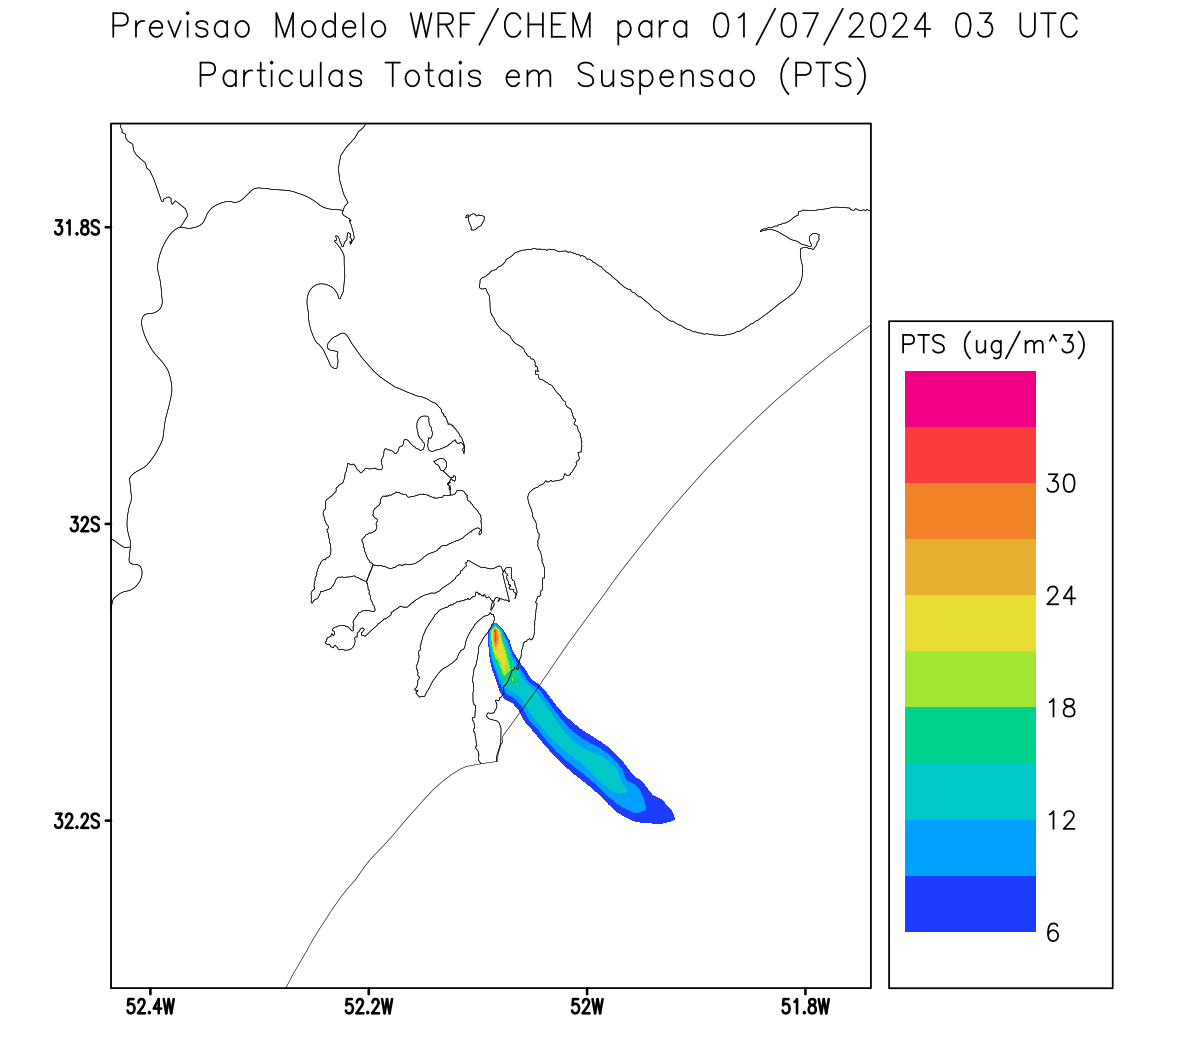 Previsao Modelo WRF/CHEM para 01/07/2024 03 UTC
Particulas Totais em Suspensao (PTS)
31.8S
32S
32.2S
52.4W
52.2W
52W
51.8W
PTS (ug/m^3)
30
24
18
12
6